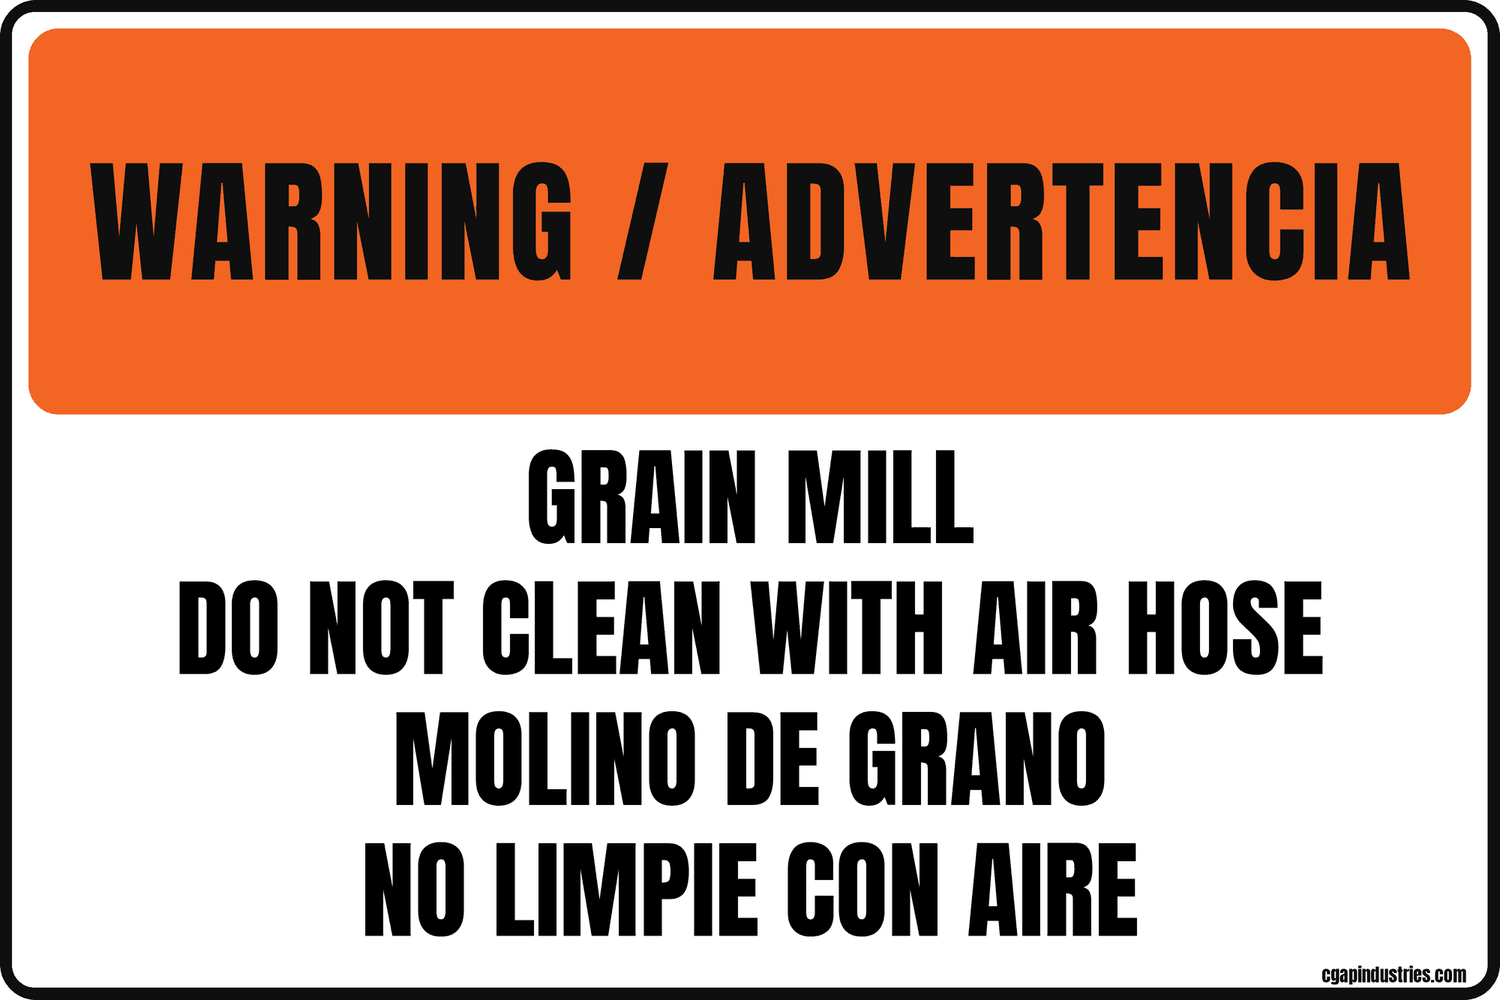 WARNING / ADVERTENCIA
GRAIN MILL
DO NOT CLEAN WITH AIR HOSE
MOLINO DE GRANO
NO LIMPIE CON AIRE
cgapindustries.com